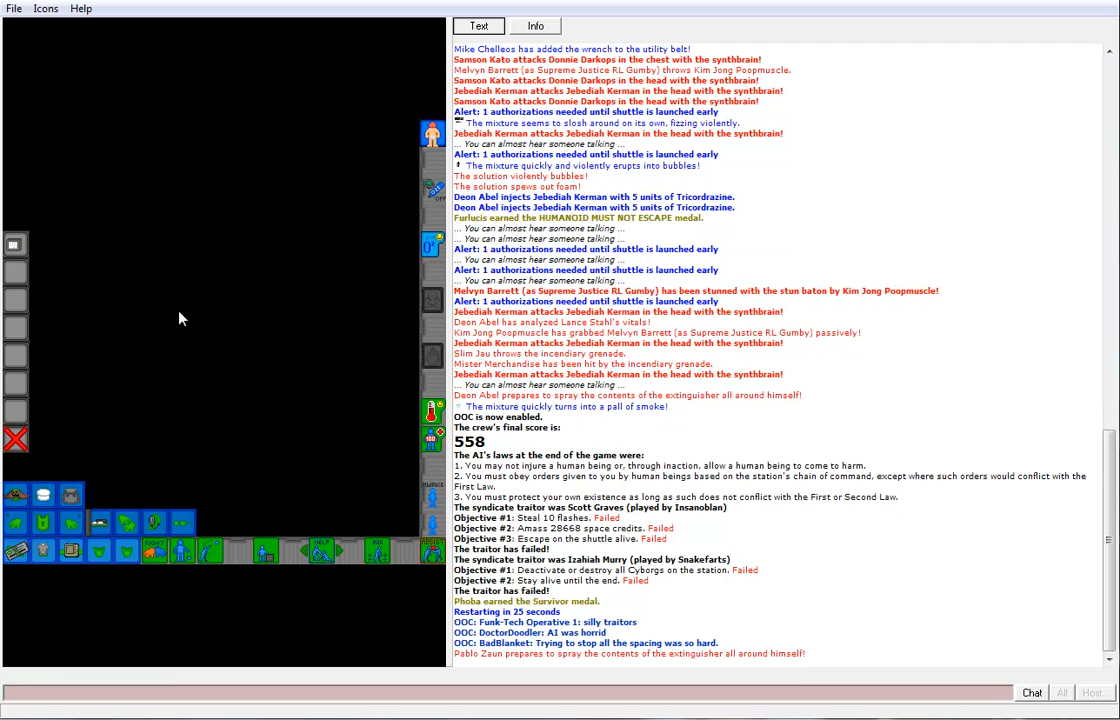 File Icons Help
Text Info
Mike Chelleos has added the wrench to the utility belt!
Samson Kato attacks Donnie Darkops in the chest with the synthbrain!
Melvyn Barrett (as Supreme Justice RL Gumby) throws Kim Jong Poopmuscle.
Samson Kato attacks Donnie Darkops in the head with the synthbrain!
Jebediah Kerman attacks Jebediah Kerman in the head with the synthbrain!
Samson Kato attacks Donnie Darkops in the head with the synthbrain!
Alert: 1 authorizations needed until shuttle is launched early
The mixture seems to slosh around on its own, fizzing violently.
Jebediah Kerman attacks Jebediah Kerman in the head with the synthbrain!
... You can almost hear someone talking ...
Alert: 1 authorizations needed until shuttle is launched early
The mixture quickly and violently erupts into bubbles!
The solution violently bubbles!
The solution spews out foam!
Deon Abel injects Jebediah Kerman with 5 units of Tricordrazine.
Deon Abel injects Jebediah Kerman with 5 units of Tricordrazine.
Furlucis earned the HUMANOID MUST NOT ESCAPE medal.
... You can almost hear someone talking ...
... You can almost hear someone talking ...
Alert: 1 authorizations needed until shuttle is launched early
... You can almost hear someone talking ...
Alert: 1 authorizations needed until shuttle is launched early
... You can almost hear someone talking ...
Melvyn Barrett (as Supreme Justice RL Gumby) has been stunned with the stun baton by Kim Jong Poopmuscle!
Alert: 1 authorizations needed until shuttle is launched early
Jebediah Kerman attacks Jebediah Kerman in the head with the synthbrain!
Deon Abel has analyzed Lance Stahl's vitals!
Kim Jong Poopmuscle has grabbed Melvyn Barrett (as Supreme Justice RL Gumby) passively!
Jebediah Kerman attacks Jebediah Kerman in the head with the synthbrain!
Slim Jau throws the incendiary grenade.
Mister Merchandise has been hit by the incendiary grenade.
Jebediah Kerman attacks Jebediah Kerman in the head with the synthbrain!
... You can almost hear someone talking ...
Deon Abel prepares to spray the contents of the extinguisher all around himself!
The mixture quickly turns into a pall of smoke!
OOC is now enabled.
The crew's final score is:
558
The AI's laws at the end of the game were:
1. You may not injure a human being or, through inaction, allow a human being to come to harm.
2. You must obey orders given to you by human beings based on the station's chain of command, except where such orders would conflict with the
First Law.
3. You must protect your own existence as long as such does not conflict with the First or Second Law.
The syndicate traitor was Scott Graves (played by Insanoblan)
Objective #1: Steal 10 flashes. Failed
Objective #2: Amass 28668 space credits. Failed
Objective #3: Escape on the shuttle alive. Failed
The traitor has failed!
The syndicate traitor was Izahiah Murry (played by Snakefarts)
Objective #1: Deactivate or destroy all Cyborgs on the station. Failed
Objective #2: Stay alive until the end. Failed
The traitor has failed!
Phoba earned the Survivor medal.
Restarting in 25 seconds
OOC: Funk-Tech Operative 1: silly traitors
OOC: DoctorDoodler: AI was horrid
OOC: BadBlanket: Trying to stop all the spacing was so hard.
Pablo Zaun prepares to spray the contents of the extinguisher all around himself!
OFF
100
AWAKE
RIGHT
HELP
Chat Alt Host...